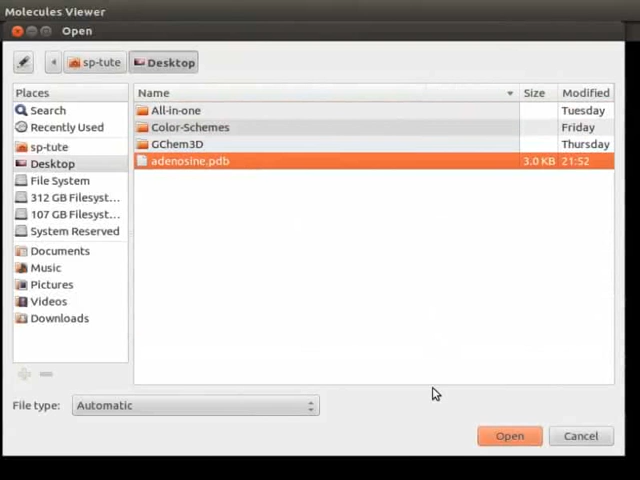 Molecules Viewer
Open
sp-tute Desktop
Places Name Size Modified
Search
Recently Used
sp-tute
Desktop
File System
312 GB Filesyst...
107 GB Filesyst...
System Reserved
Documents
Music
Pictures
Videos
Downloads
All-in-one Tuesday
Color-Schemes Friday
GChem3D Thursday
adenosine.pdb 3.0 KB 21:52
File type: Automatic
Open Cancel